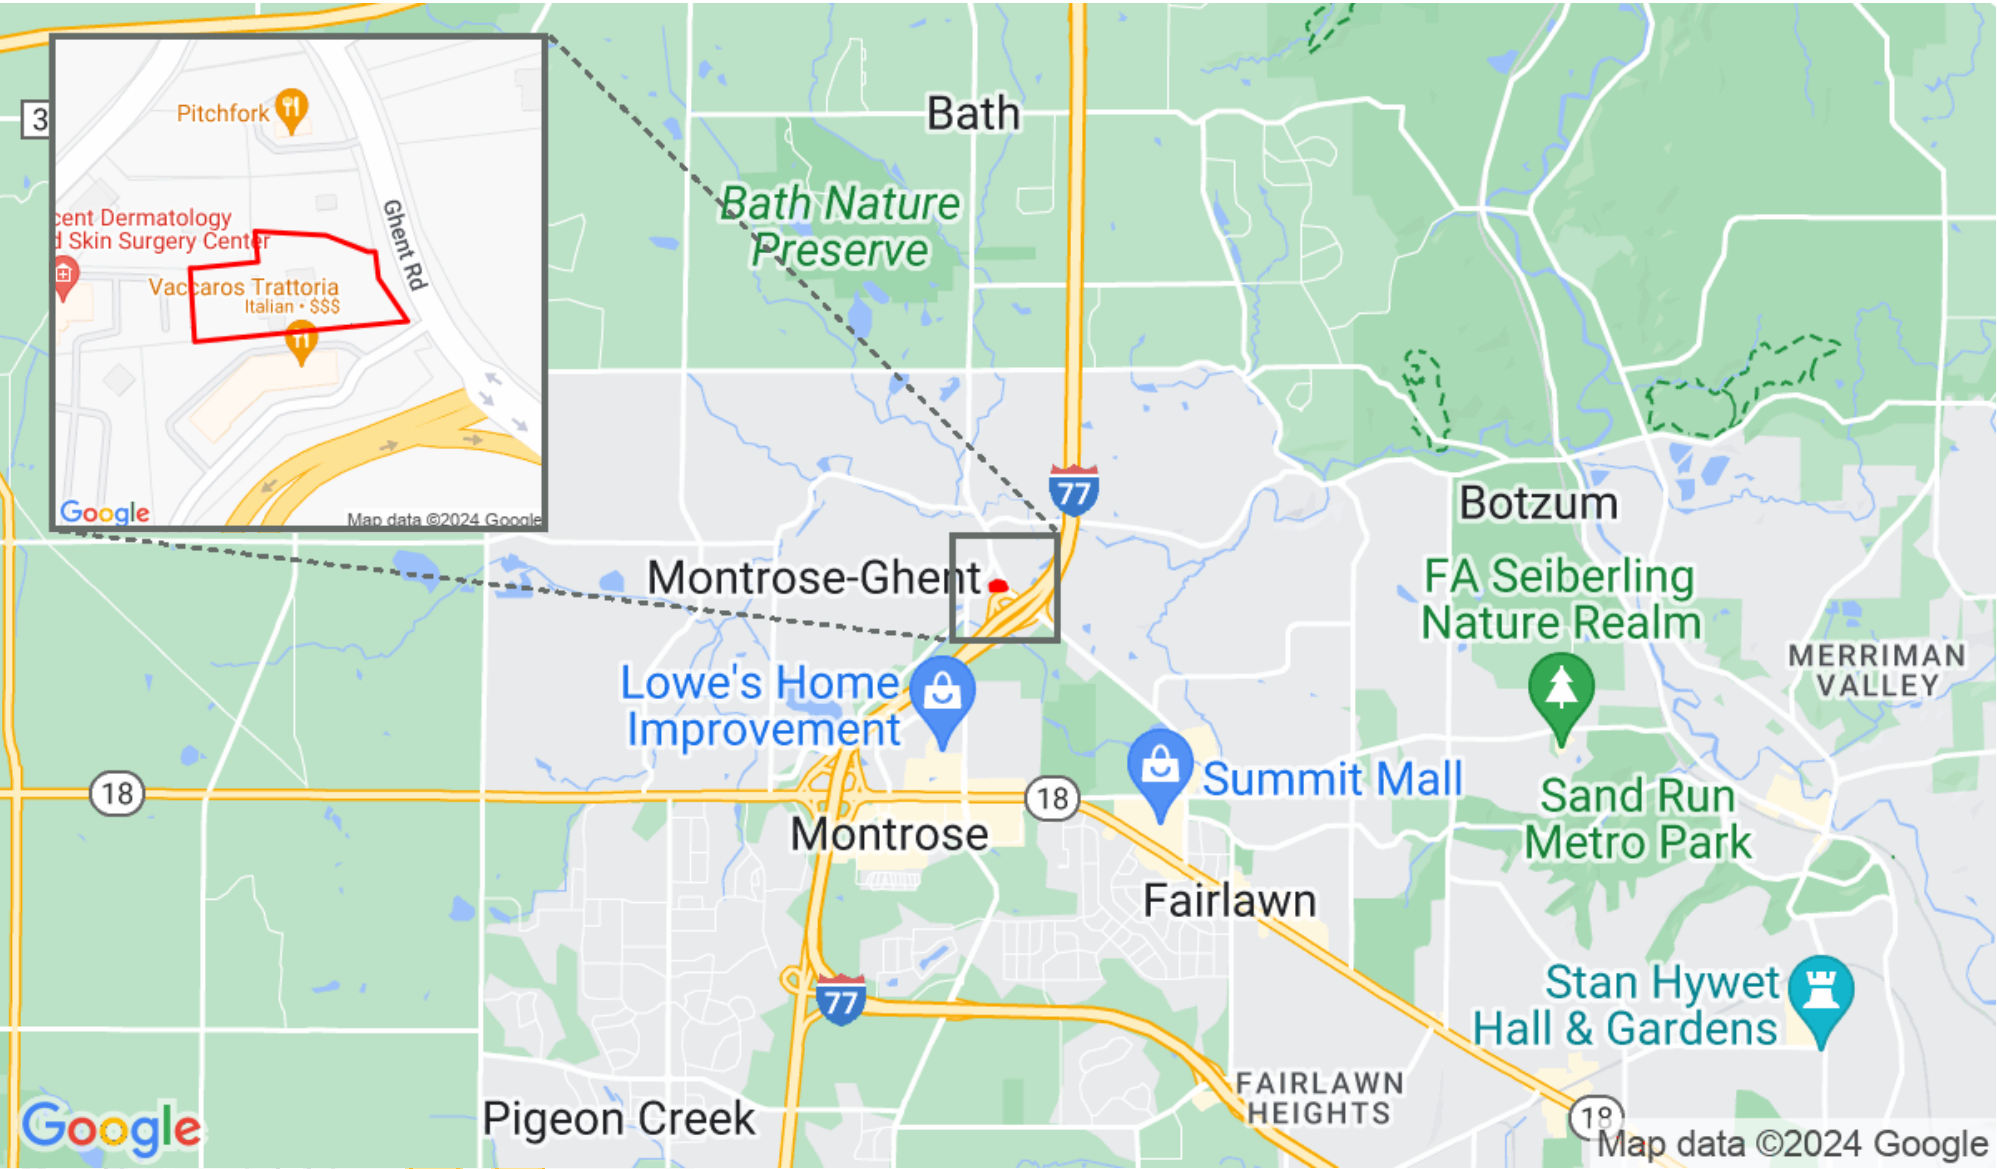 3
Pitchfork
Ghent Rd
cent Dermatology
d Skin Surgery Center
Vaccaros Trattoria
Italian • $$$
Google
Map data ©2024 Google
Bath
Bath Nature
Preserve
77
Botzum
Montrose-Ghent
FA Seiberling
Nature Realm
MERRIMAN
VALLEY
Lowe's Home
Improvement
Summit Mall
18
18
Sand Run
Metro Park
Montrose
Fairlawn
Stan Hywet
Hall & Gardens
77
FAIRLAWN
HEIGHTS
Pigeon Creek
18
Google
Map data ©2024 Google